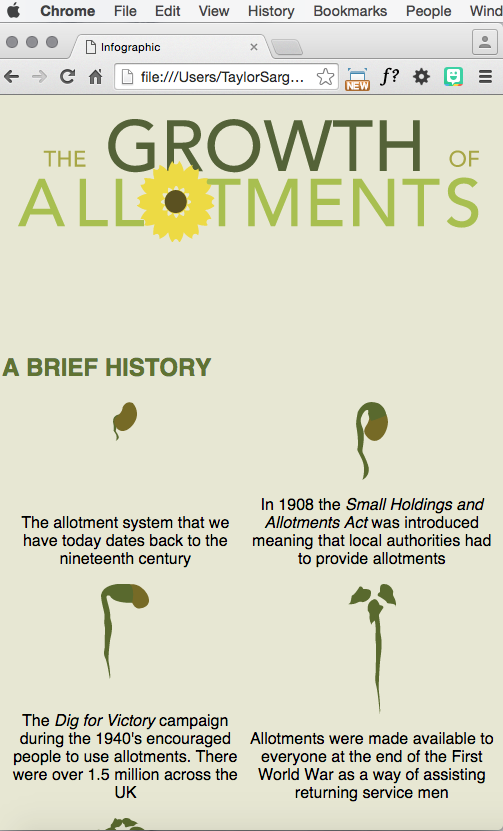 Chrome File Edit View History Bookmarks People Wind
Infographic
file:///Users/TaylorSarg...
NEW
f?
THE GROWTH OF
ALLOTMENTS
A BRIEF HISTORY
The allotment system that we
have today dates back to the
nineteenth century
In 1908 the Small Holdings and
Allotments Act was introduced
meaning that local authorities had
to provide allotments
The Dig for Victory campaign
during the 1940's encouraged
people to use allotments. There
were over 1.5 million across the
UK
Allotments were made available to
everyone at the end of the First
World War as a way of assisting
returning service men